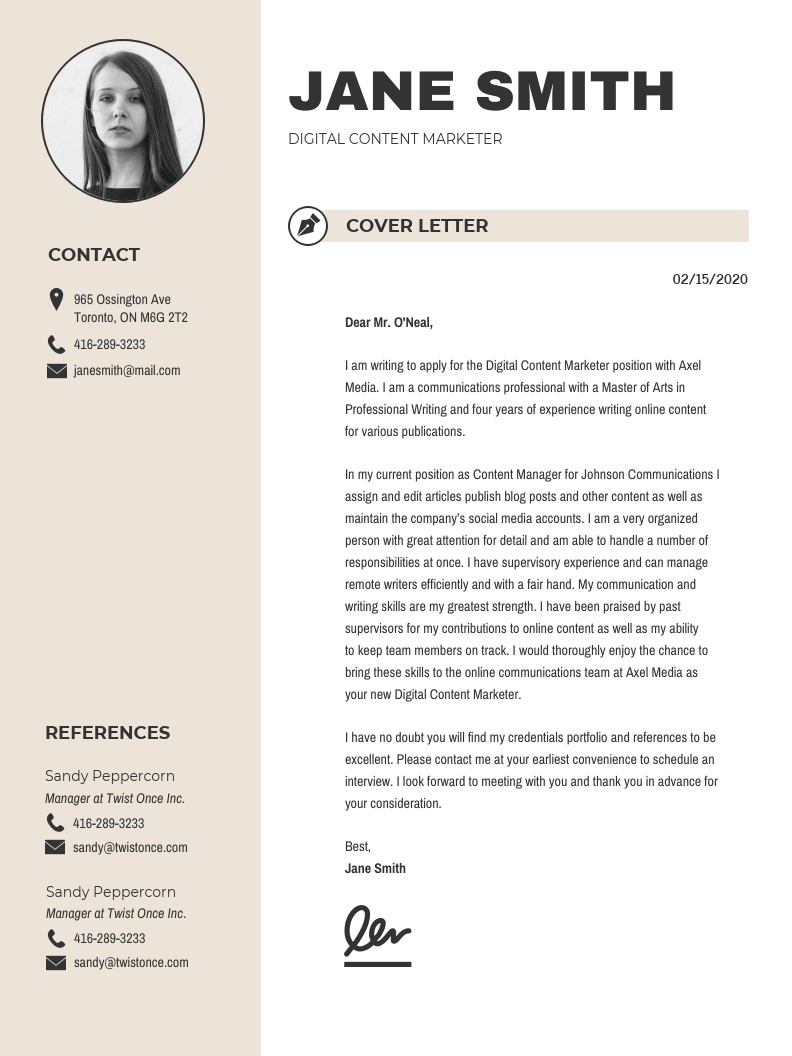 JANE SMITH
DIGITAL CONTENT MARKETER
CONTACT
965 Ossington Ave
Toronto, ON M6G 2T2
416-289-3233
janesmith@mail.com
REFERENCES
Sandy Peppercorn
Manager at Twist Once Inc.
416-289-3233
sandy@twistonce.com
Sandy Peppercorn
Manager at Twist Once Inc.
416-289-3233
sandy@twistonce.com
COVER LETTER
02/15/2020
Dear Mr. O'Neal,
I am writing to apply for the Digital Content Marketer position with Axel
Media. I am a communications professional with a Master of Arts in
Professional Writing and four years of experience writing online content
for various publications.
In my current position as Content Manager for Johnson Communications I
assign and edit articles publish blog posts and other content as well as
maintain the company’s social media accounts. I am a very organized
person with great attention for detail and am able to handle a number of
responsibilities at once. I have supervisory experience and can manage
remote writers efficiently and with a fair hand. My communication and
writing skills are my greatest strength. I have been praised by past
supervisors for my contributions to online content as well as my ability
to keep team members on track. I would thoroughly enjoy the chance to
bring these skills to the online communications team at Axel Media as
your new Digital Content Marketer.
I have no doubt you will find my credentials portfolio and references to be
excellent. Please contact me at your earliest convenience to schedule an
interview. I look forward to meeting with you and thank you in advance for
your consideration.
Best,
Jane Smith